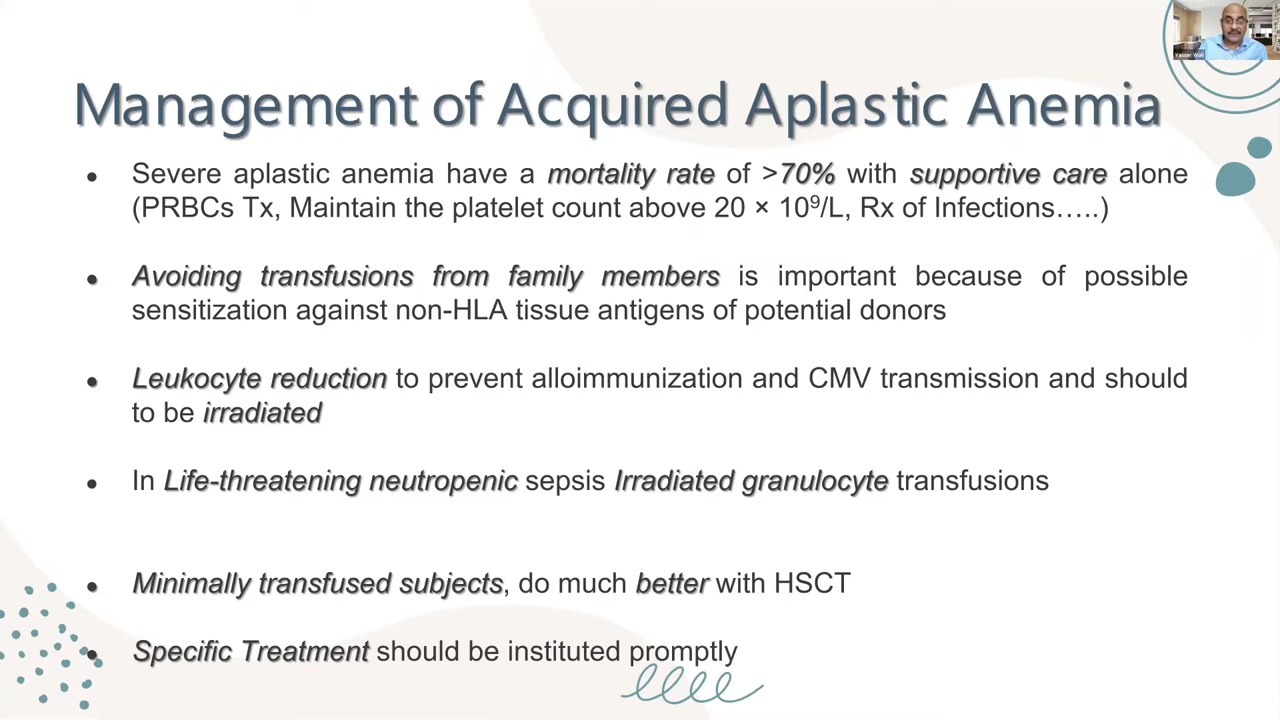 Management of Acquired Aplastic Anemia
Yasser Wali
• Severe aplastic anemia have a mortality rate of >70% with supportive care alone
(PRBCs Tx, Maintain the platelet count above 20 × 10⁹/L, Rx of Infections…..)
• Avoiding transfusions from family members is important because of possible
sensitization against non-HLA tissue antigens of potential donors
• Leukocyte reduction to prevent alloimmunization and CMV transmission and should
to be irradiated
• In Life-threatening neutropenic sepsis Irradiated granulocyte transfusions
• Minimally transfused subjects, do much better with HSCT
• Specific Treatment should be instituted promptly